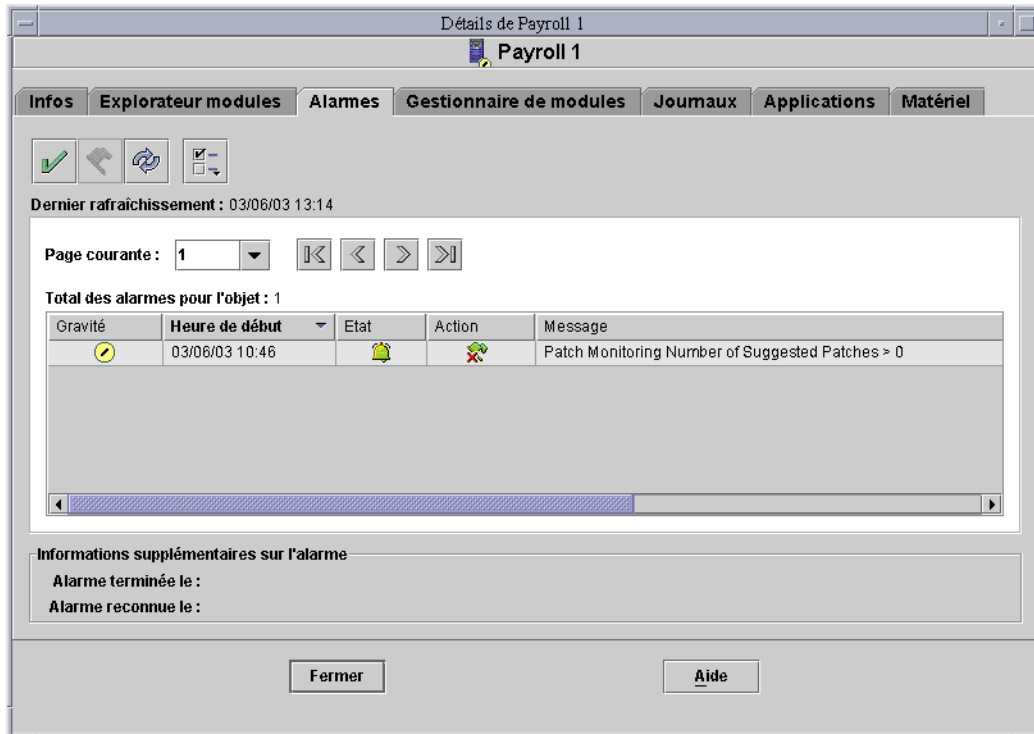 Détails de Payroll 1
Payroll 1
Infos Explorateur modules Alarmes Gestionnaire de modules Journaux Applications Matériel
Dernier rafraîchissement : 03/06/03 13:14
Page courante : 1
Total des alarmes pour l'objet : 1
Gravité Heure de début Etat Action Message
03/06/03 10:46 Patch Monitoring Number of Suggested Patches > 0
Informations supplémentaires sur l'alarme
Alarme terminée le :
Alarme reconnue le :
Fermer Aide